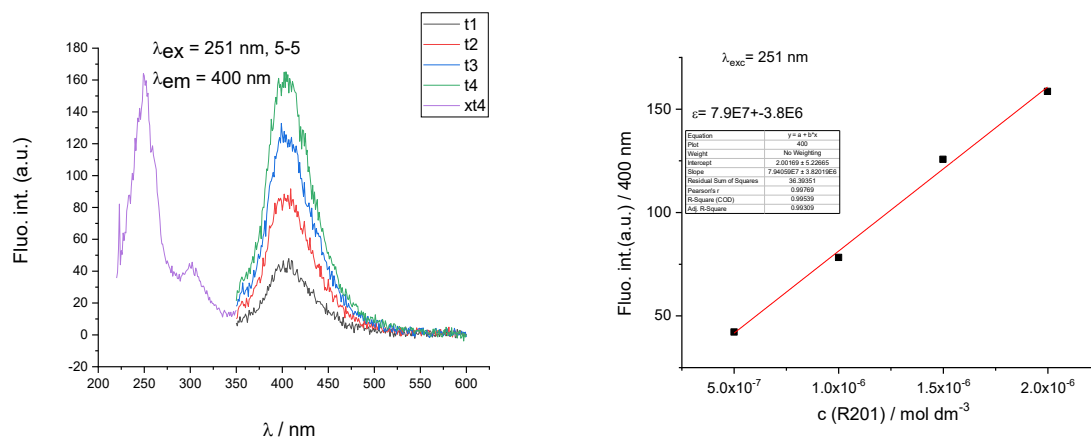 λex = 251 nm, 5-5
λem = 400 nm
t1
t2
t3
t4
xt4
Fluo. int. (a.u.)
180
160
140
120
100
80
60
40
20
0
-20
200 250 300 350 400 450 500 550 600
λ / nm
λexc= 251 nm
ε= 7.9E7+-3.8E6
Equation y = a + b*x
Plot 400
Weight No Weighting
Intercept 2.00169 ± 5.22665
Slope 7.94059E7 ± 3.82019E6
Residual Sum of Squares 36.39351
Pearson's r 0.99769
R-Square (COD) 0.99539
Adj. R-Square 0.99309
Fluo. int.(a.u.) / 400 nm
150
100
50
5.0x10⁻⁷ 1.0x10⁻⁶ 1.5x10⁻⁶ 2.0x10⁻⁶
c (R201) / mol dm⁻³